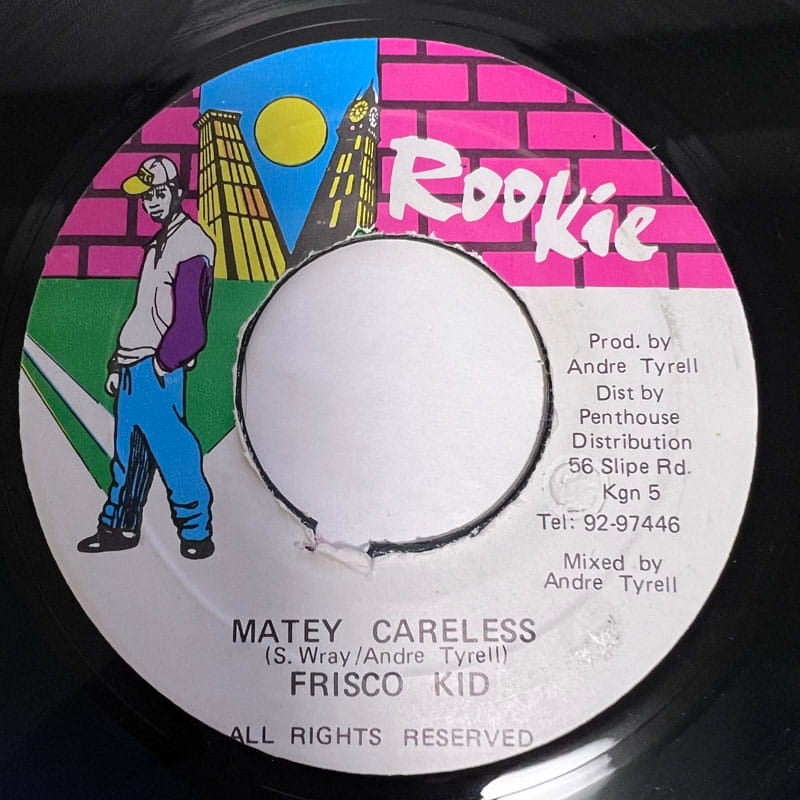 Rookie
Prod. by
Andre Tyrell
Dist by
Penthouse
Distribution
56 Slipe Rd.
Kgn 5
Tel: 92-97446
Mixed by
Andre Tyrell
MATEY CARELESS
(S. Wray/Andre Tyrell)
FRISCO KID
ALL RIGHTS RESERVED